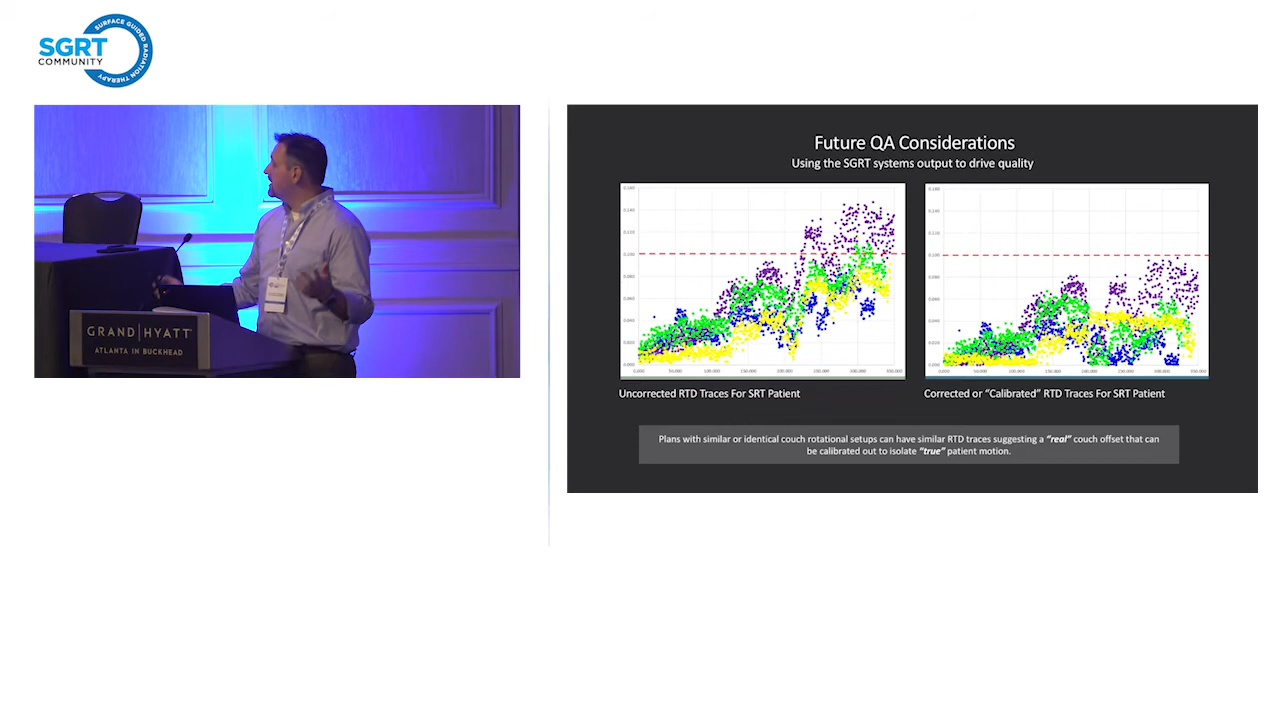 SURFACE GUIDED RADIATION THERAPY
SGRT
COMMUNITY
GRAND|HYATT
ATLANTA IN BUCKHEAD
Future QA Considerations
Using the SGRT systems output to drive quality
Uncorrected RTD Traces For SRT Patient
Corrected or “Calibrated” RTD Traces For SRT Patient
Plans with similar or identical couch rotational setups can have similar RTD traces suggesting a “real” couch offset that can
be calibrated out to isolate “true” patient motion.